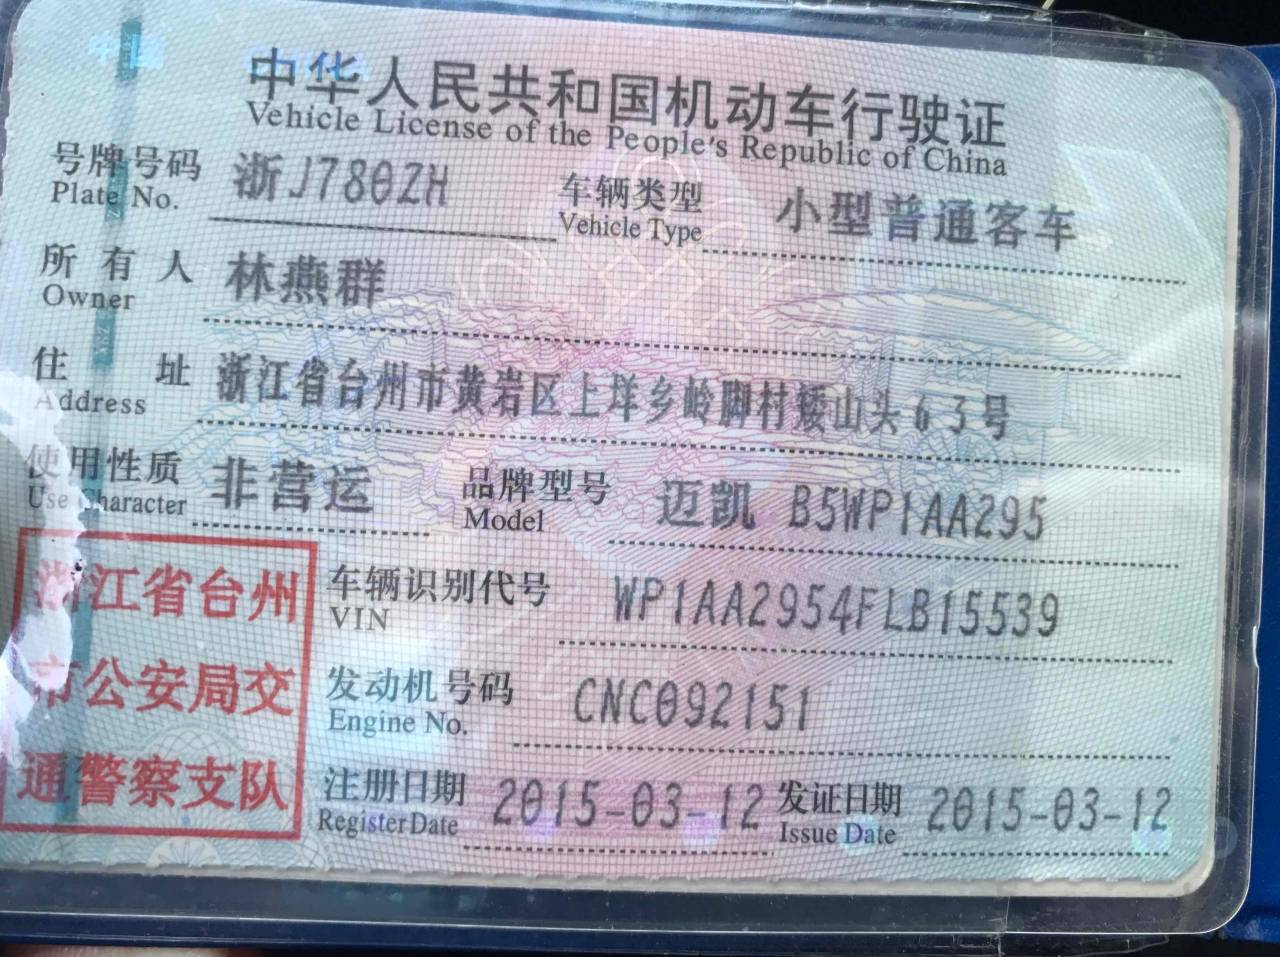 中华人民共和国机动车行驶证
Vehicle License of the People's Republic of China
号牌号码 浙J780ZH 车辆类型 小型普通客车
Plate No. Vehicle Type
所有人 林燕群
Owner
住址 浙江省台州市黄岩区上垟乡岭脚村矮山头63号
Address
使用性质 非营运 品牌型号 迈凯 B5WP1AA295
Use Character Model
浙江省台州
市公安局交
通警察支队
车辆识别代号 WP1AA2954FLB15539
VIN
发动机号码 CNC092151
Engine No.
注册日期 2015-03-12 发证日期 2015-03-12
Register Date Issue Date